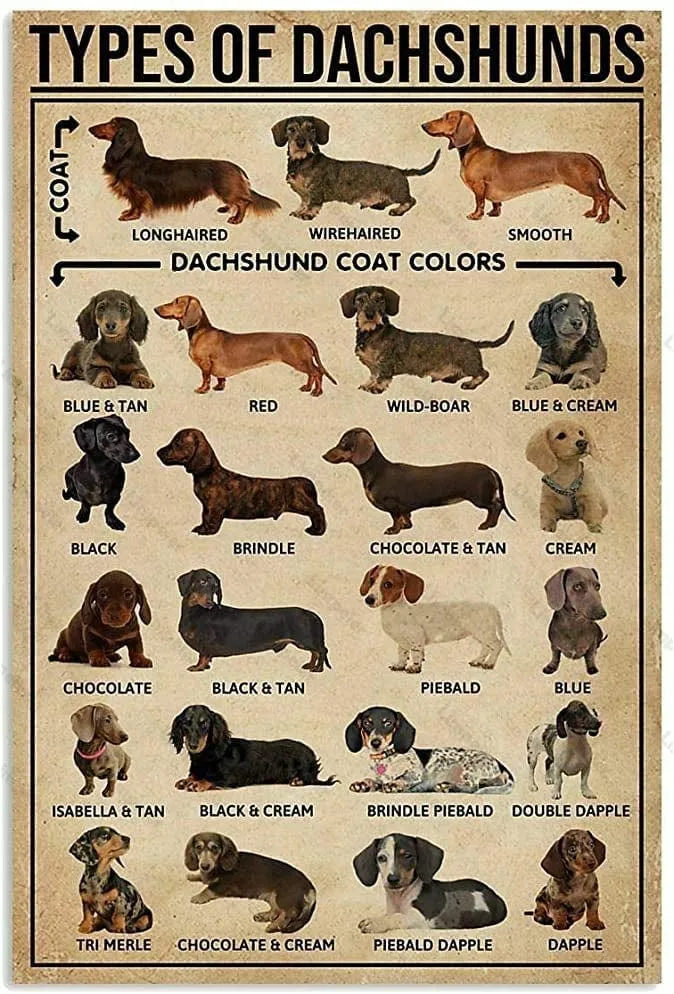 TYPES OF DACHSHUNDS
COAT
LONGHAIRED WIREHAIRED SMOOTH
DACHSHUND COAT COLORS
BLUE & TAN RED WILD-BOAR BLUE & CREAM
BLACK BRINDLE CHOCOLATE & TAN CREAM
CHOCOLATE BLACK & TAN PIEBALD BLUE
ISABELLA & TAN BLACK & CREAM BRINDLE PIEBALD DOUBLE DAPPLE
TRI MERLE CHOCOLATE & CREAM PIEBALD DAPPLE DAPPLE